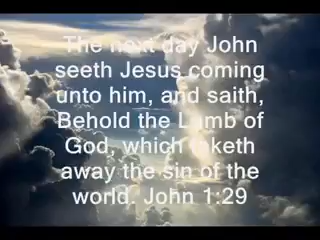 The next day John
seeth Jesus coming
unto him, and saith,
Behold the Lamb of
God, which taketh
away the sin of the
world. John 1:29